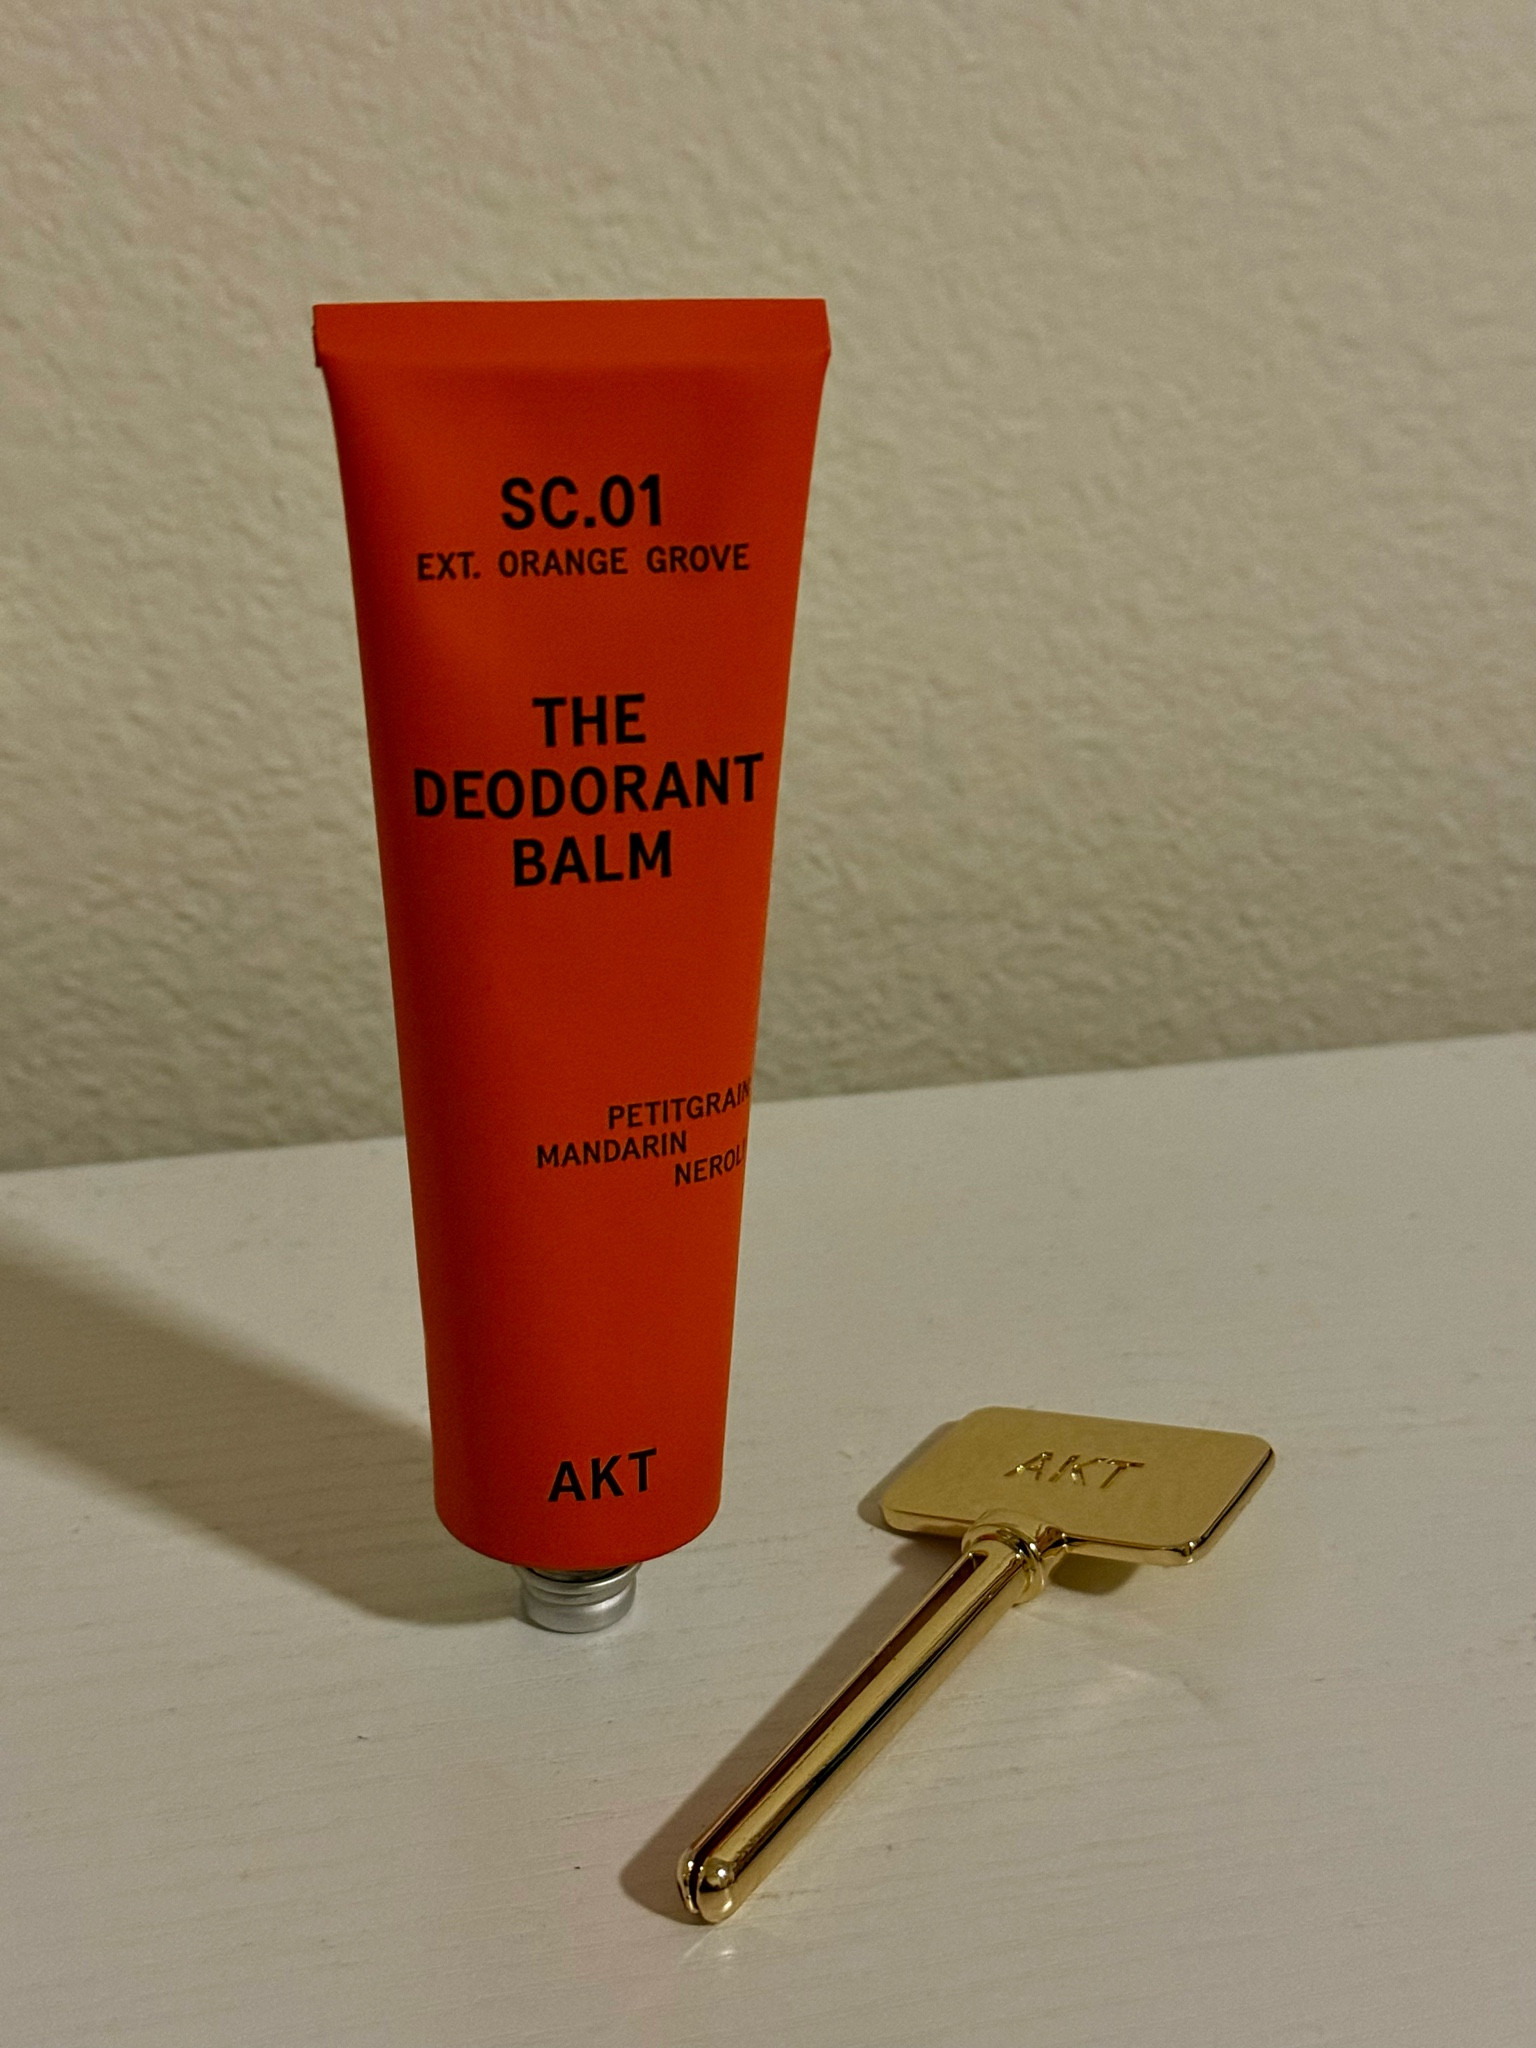 SC.01
EXT. ORANGE GROVE
THE
DEODORANT
BALM
PETITGRAIN
MANDARIN
NEROLI
AKT
AKT